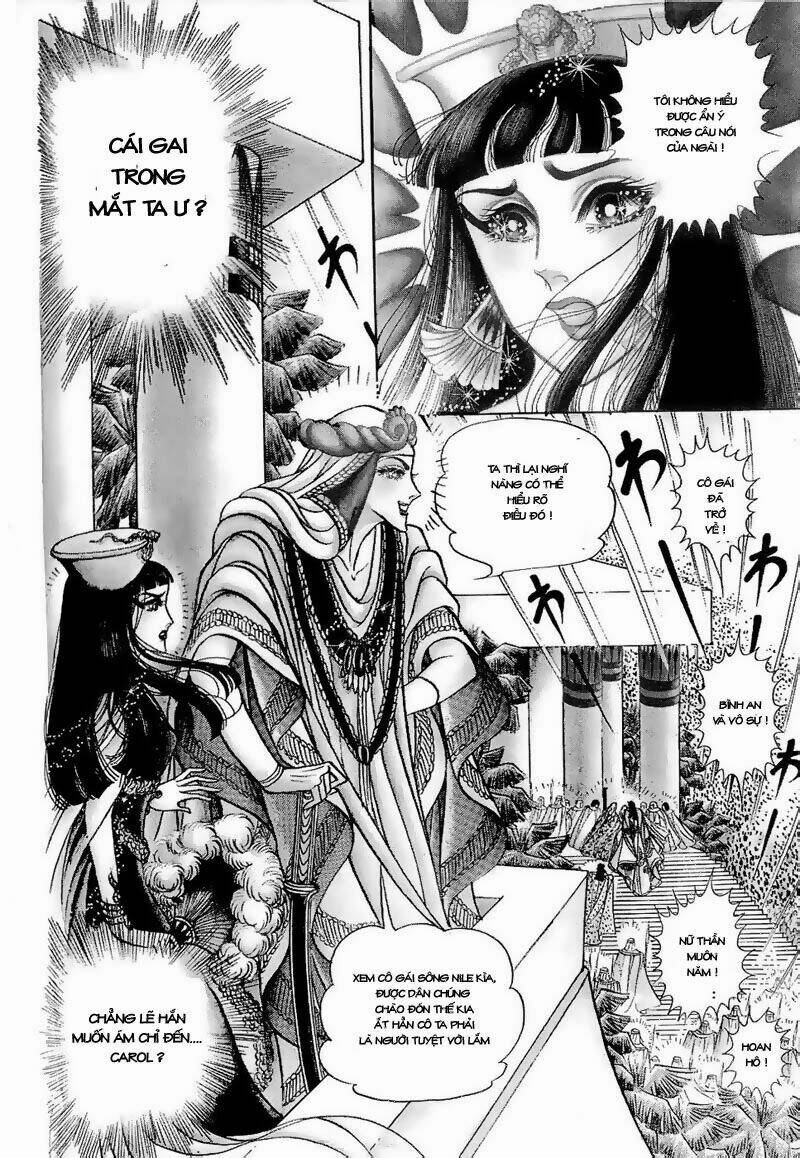 CÁI GAI
TRONG
MẮT TA Ư ?
TÔI KHÔNG HIỂU
ĐƯỢC ẨN Ý
TRONG CÂU NÓI
CỦA NGÀI !
わ
わ
わ
わ
わ
TA THÌ LẠI NGHĨ
NÀNG CÓ THỂ
HIỂU RÕ
ĐIỀU ĐÓ !
CÔ GÁI
ĐÃ
TRỞ
VỀ !
BÌNH AN
VÀ VÔ SỰ !
NỮ THẦN
MUÔN
NĂM !
HOAN
HÔ !
XEM CÔ GÁI SÔNG NILE KÌA,
ĐƯỢC DÂN CHÚNG
CHÀO ĐÓN THẾ KIA
ẮT HẲN CÔ TA PHẢI
LÀ NGƯỜI TUYỆT VỜI LẮM
CHẲNG LẼ HẮN
MUỐN ÁM CHỈ ĐẾN....
CAROL ?